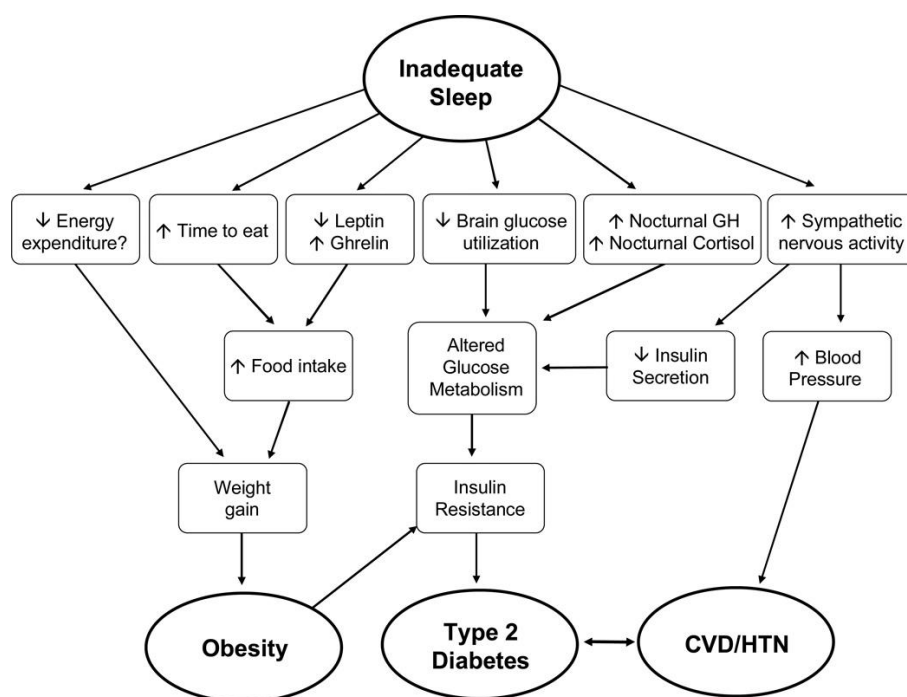 Inadequate
Sleep
↓ Energy
expenditure?
↑ Time to eat
↓ Leptin
↑ Ghrelin
↓ Brain glucose
utilization
↑ Nocturnal GH
↑ Nocturnal Cortisol
↑ Sympathetic
nervous activity
↑ Food intake
Altered
Glucose
Metabolism
↓ Insulin
Secretion
↑ Blood
Pressure
Weight
gain
Insulin
Resistance
Obesity
Type 2
Diabetes
CVD/HTN